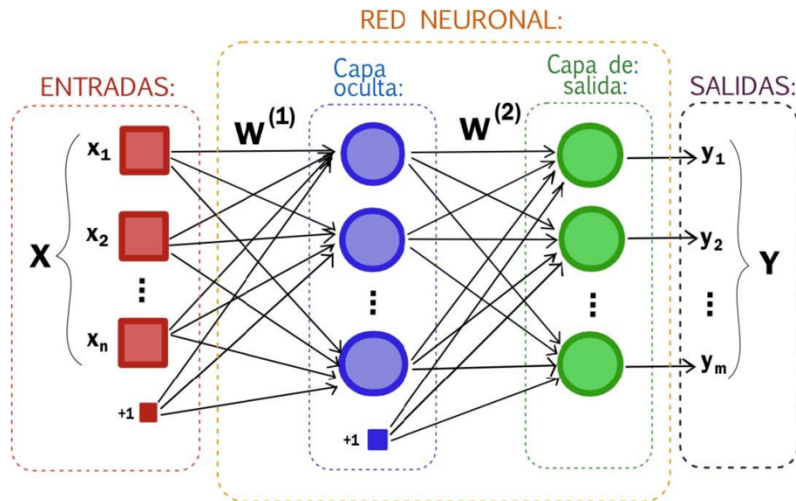 RED NEURONAL:
ENTRADAS:
Capa
oculta:
Capa de:
salida:
SALIDAS:
W(1)
W(2)
x1
x2
⋮
xn
+1
X
⋮
+1
⋮
y1
y2
⋮
ym
Y